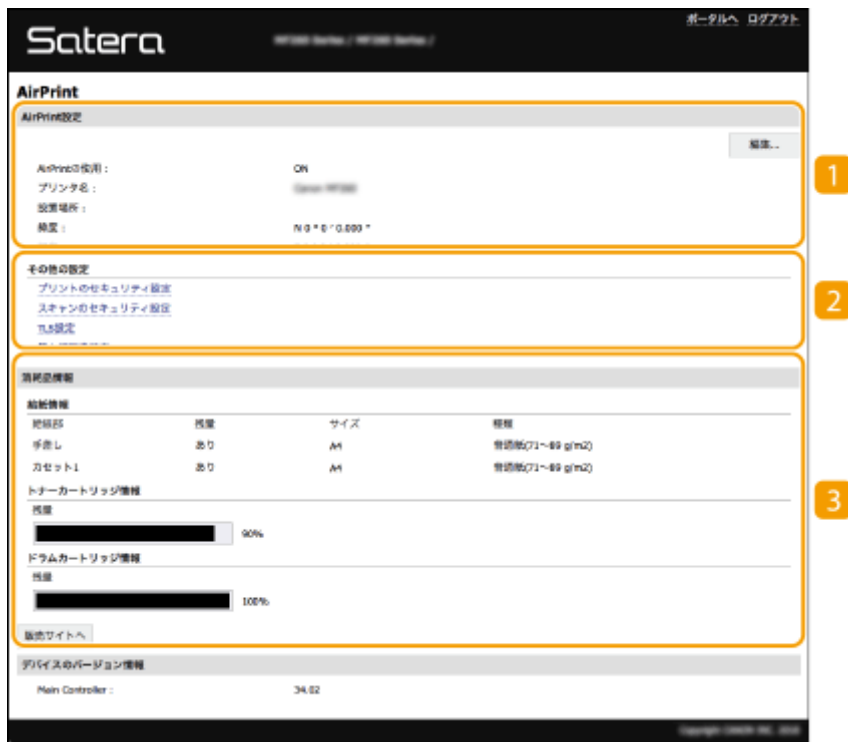 ポータルへ ログアウト
Satera
AirPrint
AirPrint設定
編集...
AirPrintの使用 : ON
プリンタ名 :
設置場所 :
緯度 : N 0 ° 0 ' 0.000 "
その他の設定
プリントのセキュリティ設定
スキャンのセキュリティ設定
TLS設定
消耗品情報
給紙情報
給紙部 残量 サイズ 種類
手差し あり A4 普通紙(71～89 g/m2)
カセット1 あり A4 普通紙(71～89 g/m2)
トナーカートリッジ情報
残量
90%
ドラムカートリッジ情報
残量
100%
販売サイトへ
デバイスのバージョン情報
Main Controller : 34.02
1
2
3